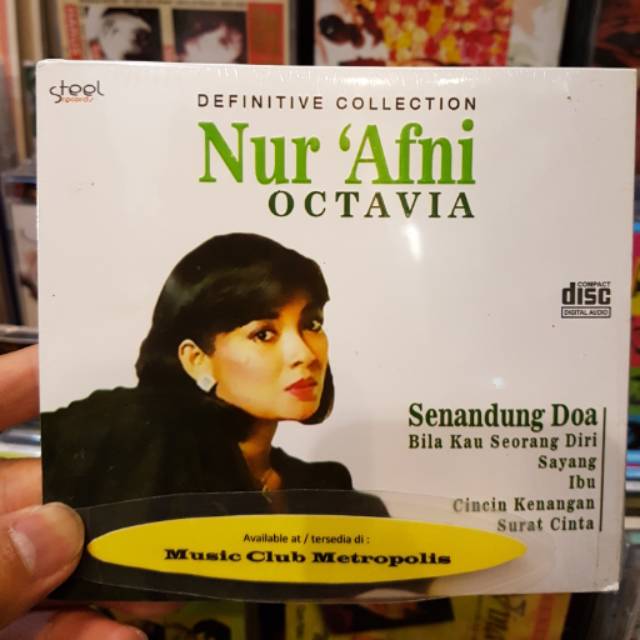 Steel
records
DEFINITIVE COLLECTION
Nur ‘Afni
OCTAVIA
COMPACT
disc
DIGITAL AUDIO
Senandung Doa
Bila Kau Seorang Diri
Sayang
Ibu
Cincin Kenangan
Surat Cinta
Available at / tersedia di :
Music Club Metropolis